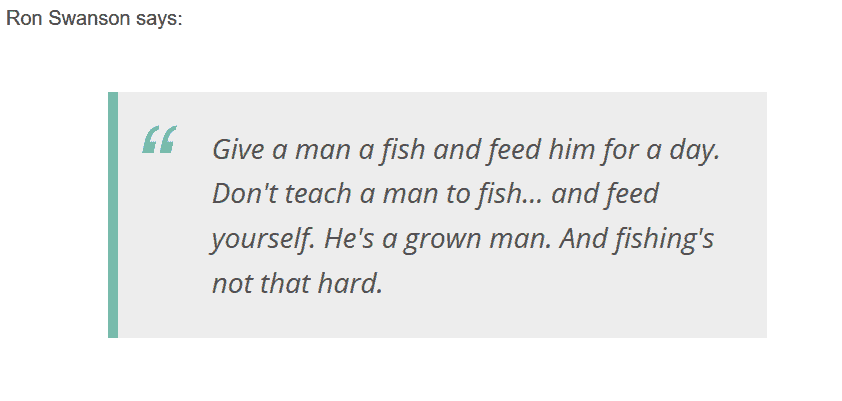 Ron Swanson says:
“
Give a man a fish and feed him for a day.
Don't teach a man to fish... and feed
yourself. He's a grown man. And fishing's
not that hard.